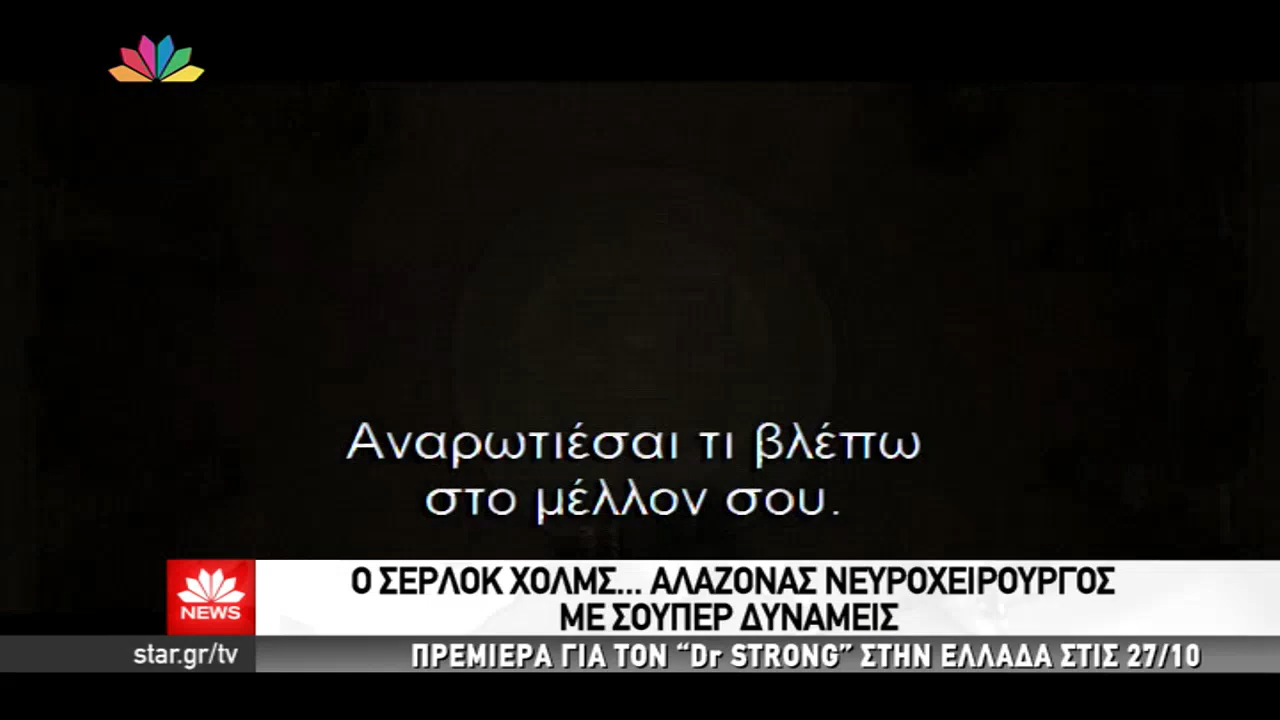 Αναρωτιέσαι τι βλέπω
στο μέλλον σου.
Ο ΣΕΡΛΟΚ ΧΟΛΜΣ... ΑΛΑΖΟΝΑΣ ΝΕΥΡΟΧΕΙΡΟΥΡΓΟΣ
ΜΕ ΣΟΥΠΕΡ ΔΥΝΑΜΕΙΣ
NEWS
star.gr/tv
ΠΡΕΜΙΕΡΑ ΓΙΑ ΤΟΝ “Dr STRONG” ΣΤΗΝ ΕΛΛΑΔΑ ΣΤΙΣ 27/10